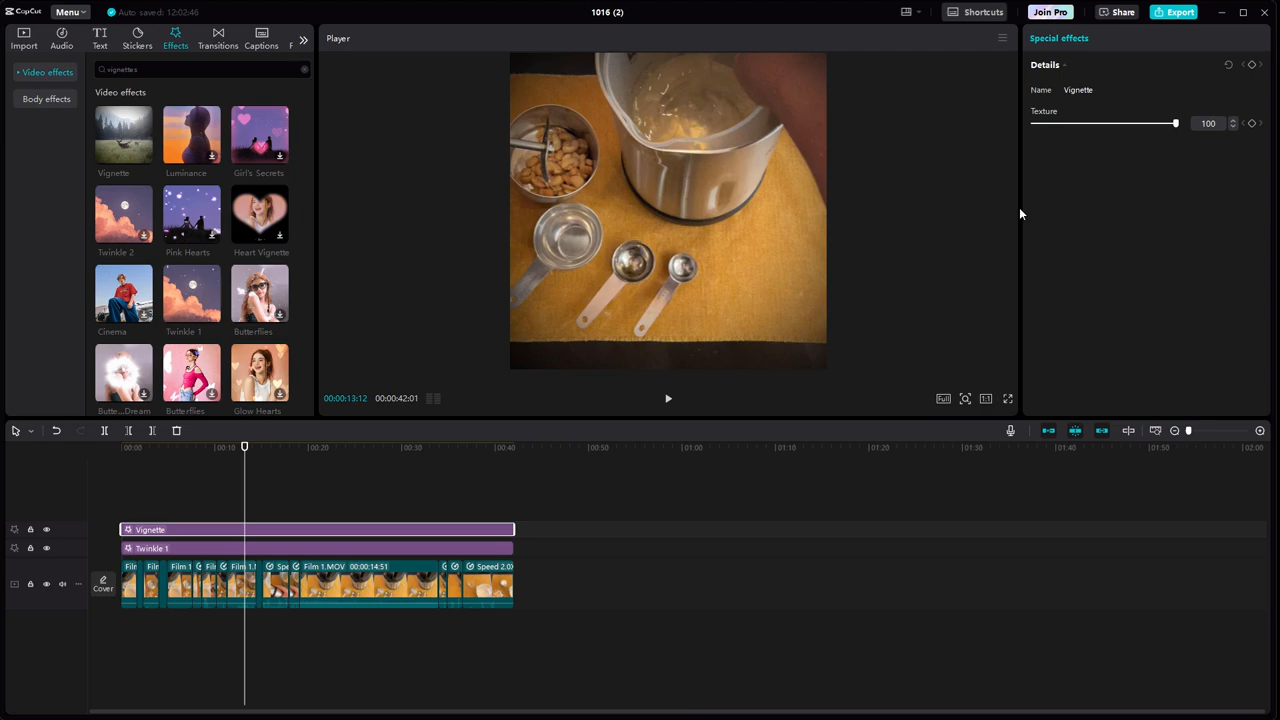 CapCut
Menu
Auto saved: 12:02:46
1016 (2)
Shortcuts
Join Pro
Share
Export
Import
Audio
Text
Stickers
Effects
Transitions
Captions
F
Video effects
Body effects
vignettes
Video effects
Vignette
Luminance
Girl's Secrets
Twinkle 2
Pink Hearts
Heart Vignette
Cinema
Twinkle 1
Butterflies
Butte...Dream
Butterflies
Glow Hearts
Player
00:00:13:12
00:00:42:01
Full
1:1
Special effects
Details
Name
Vignette
Texture
100
00:00
00:10
00:20
00:30
00:40
00:50
01:00
01:10
01:20
01:30
01:40
01:50
02:00
Vignette
Twinkle 1
Cover
Film
Film 1
Film 1.MOV 00:00:14:51
Speed 2.0x